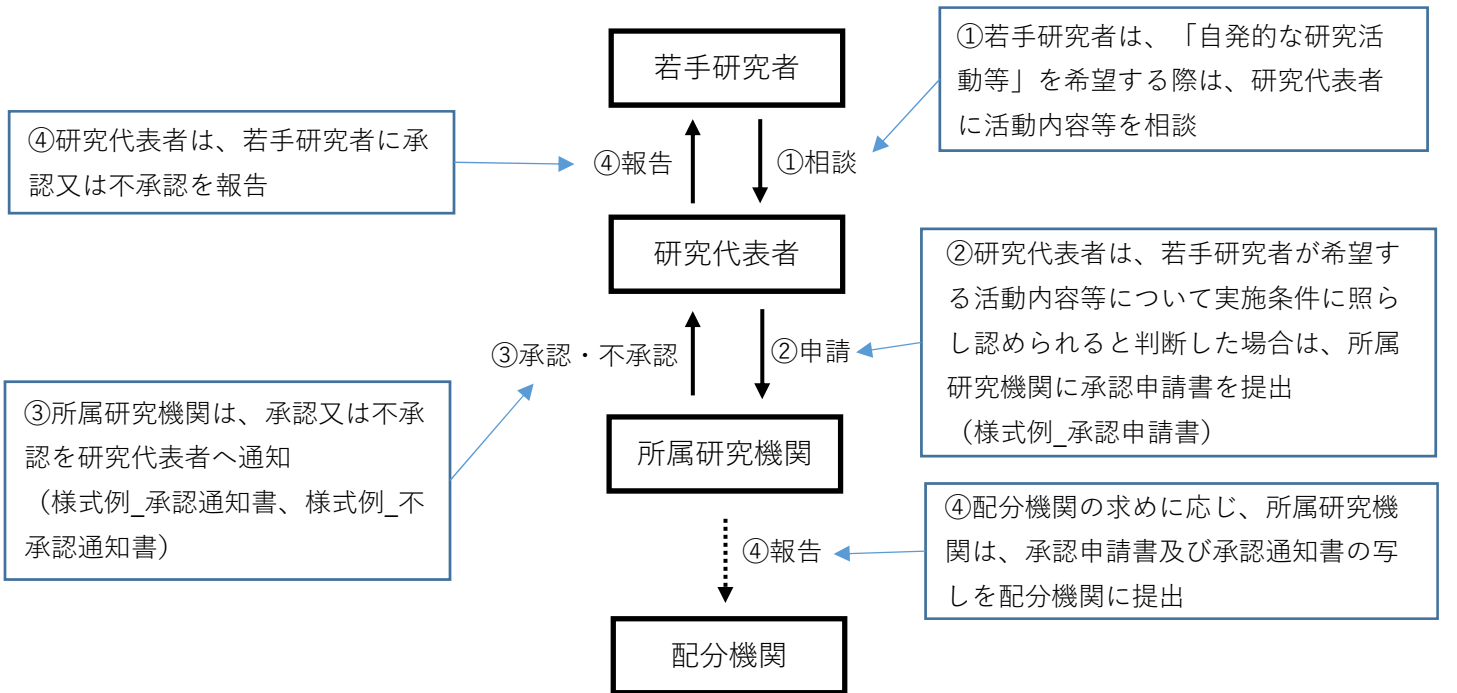 若手研究者
①若手研究者は、「自発的な研究活
動等」を希望する際は、研究代表者
に活動内容等を相談
④研究代表者は、若手研究者に承
認又は不承認を報告
④報告
①相談
研究代表者
②研究代表者は、若手研究者が希望す
る活動内容等について実施条件に照ら
し認められると判断した場合は、所属
研究機関に承認申請書を提出
（様式例_承認申請書）
③承認・不承認
②申請
③所属研究機関は、承認又は不承
認を研究代表者へ通知
（様式例_承認通知書、様式例_不
承認通知書）
所属研究機関
④配分機関の求めに応じ、所属研究機
関は、承認申請書及び承認通知書の写
しを配分機関に提出
④報告
配分機関